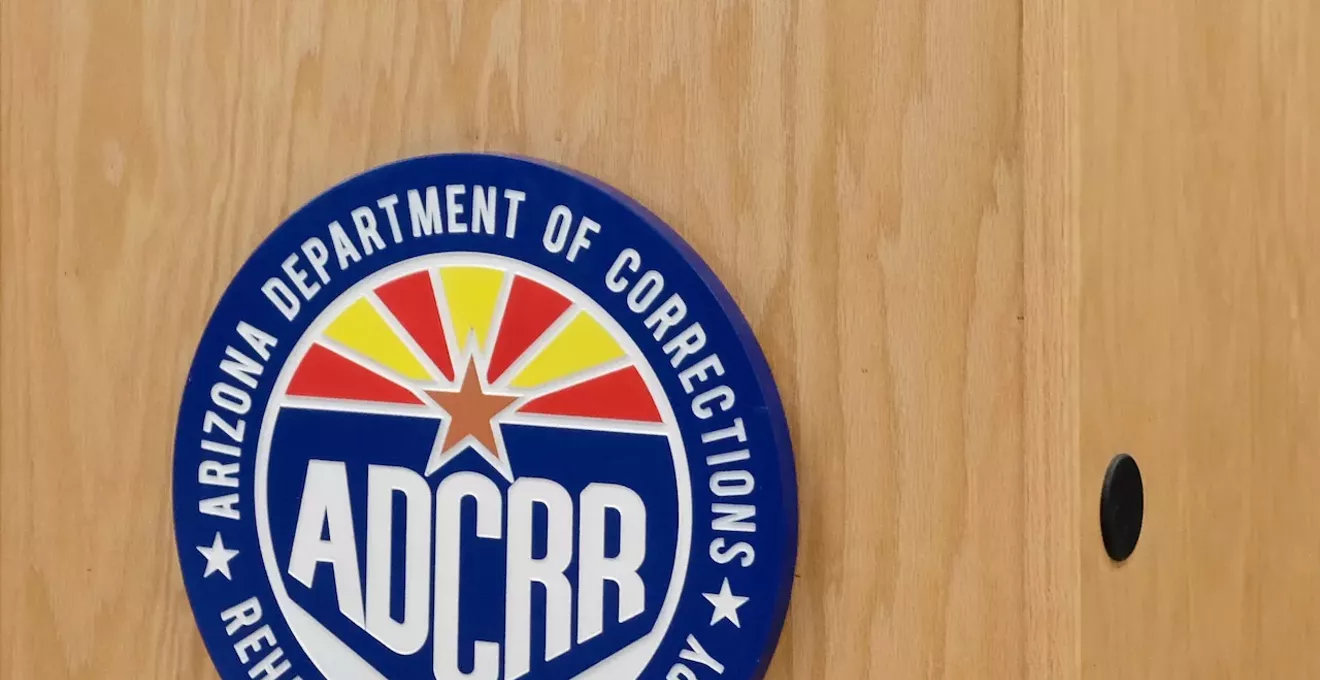 ARIZONA DEPARTMENT OF CORRECTIONS
ADCRR